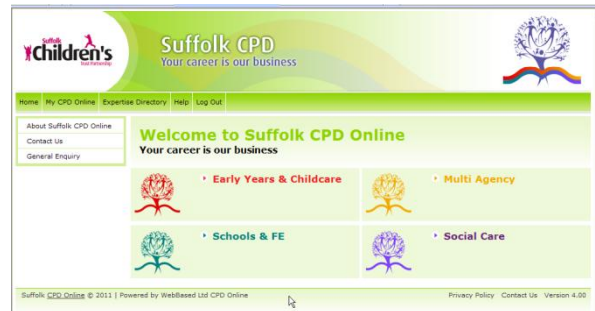 Suffolk
Children's
Trust Partnership
Suffolk CPD
Your career is our business
Home My CPD Online Expertise Directory Help Log Out
About Suffolk CPD Online
Contact Us
General Enquiry
Welcome to Suffolk CPD Online
Your career is our business
Early Years & Childcare
Multi Agency
Schools & FE
Social Care
Suffolk CPD Online © 2011 | Powered by WebBased Ltd CPD Online
Privacy Policy Contact Us Version 4.00